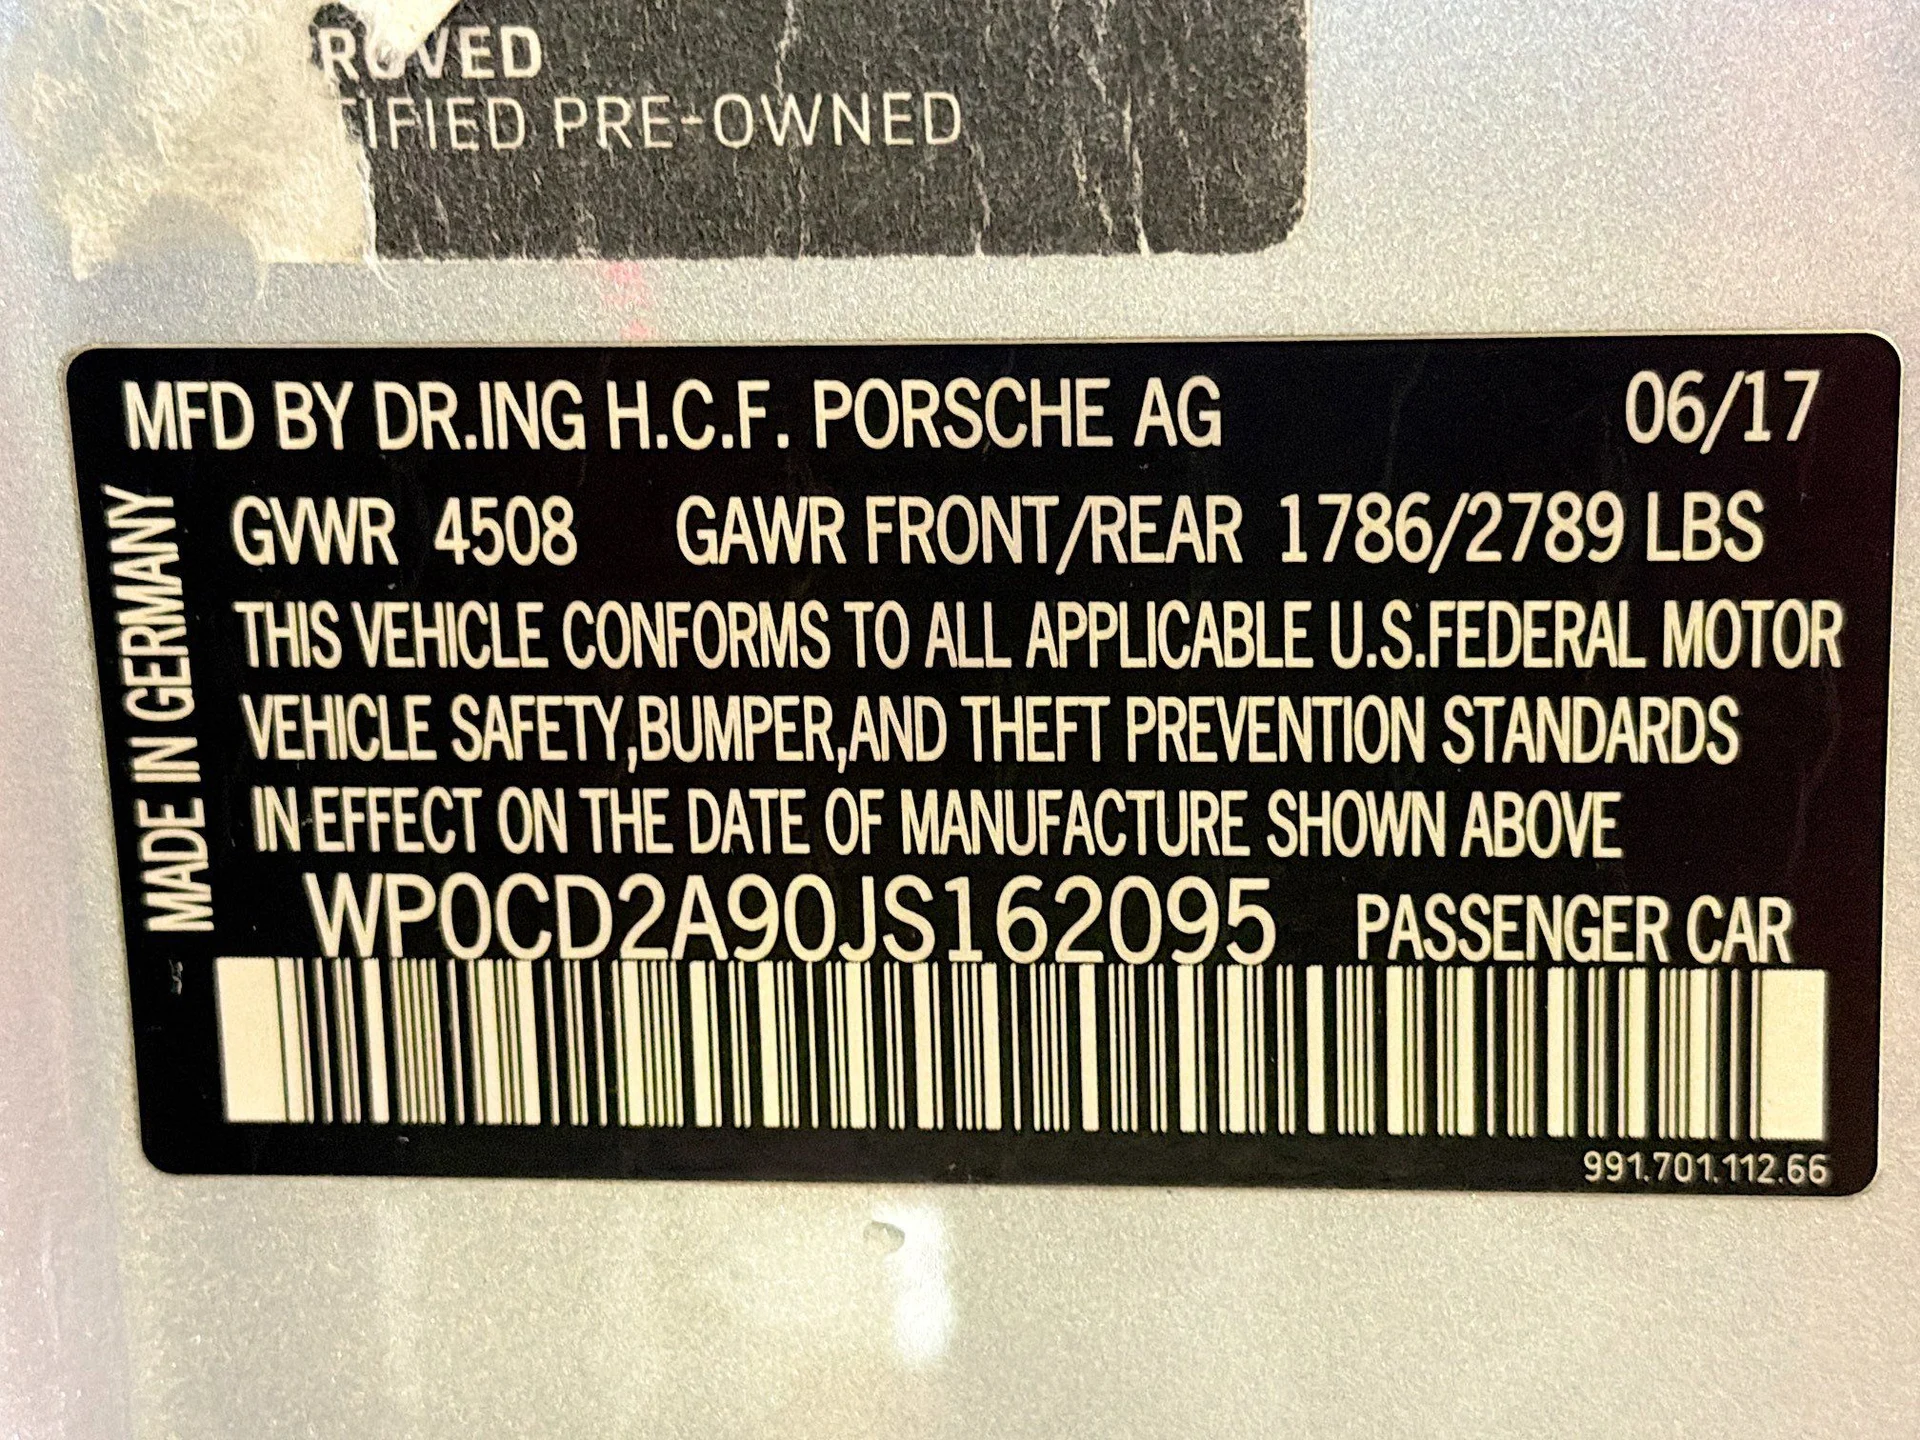 ROVED
IFIED PRE-OWNED
MFD BY DR.ING H.C.F. PORSCHE AG 06/17
MADE IN GERMANY
GVWR 4508 GAWR FRONT/REAR 1786/2789 LBS
THIS VEHICLE CONFORMS TO ALL APPLICABLE U.S.FEDERAL MOTOR
VEHICLE SAFETY,BUMPER,AND THEFT PREVENTION STANDARDS
IN EFFECT ON THE DATE OF MANUFACTURE SHOWN ABOVE
WP0CD2A90JS162095 PASSENGER CAR
991.701.112.66